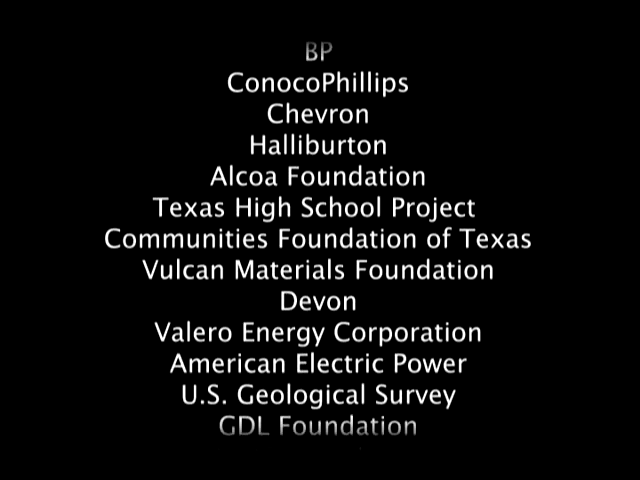 BP
ConocoPhillips
Chevron
Halliburton
Alcoa Foundation
Texas High School Project
Communities Foundation of Texas
Vulcan Materials Foundation
Devon
Valero Energy Corporation
American Electric Power
U.S. Geological Survey
GDL Foundation